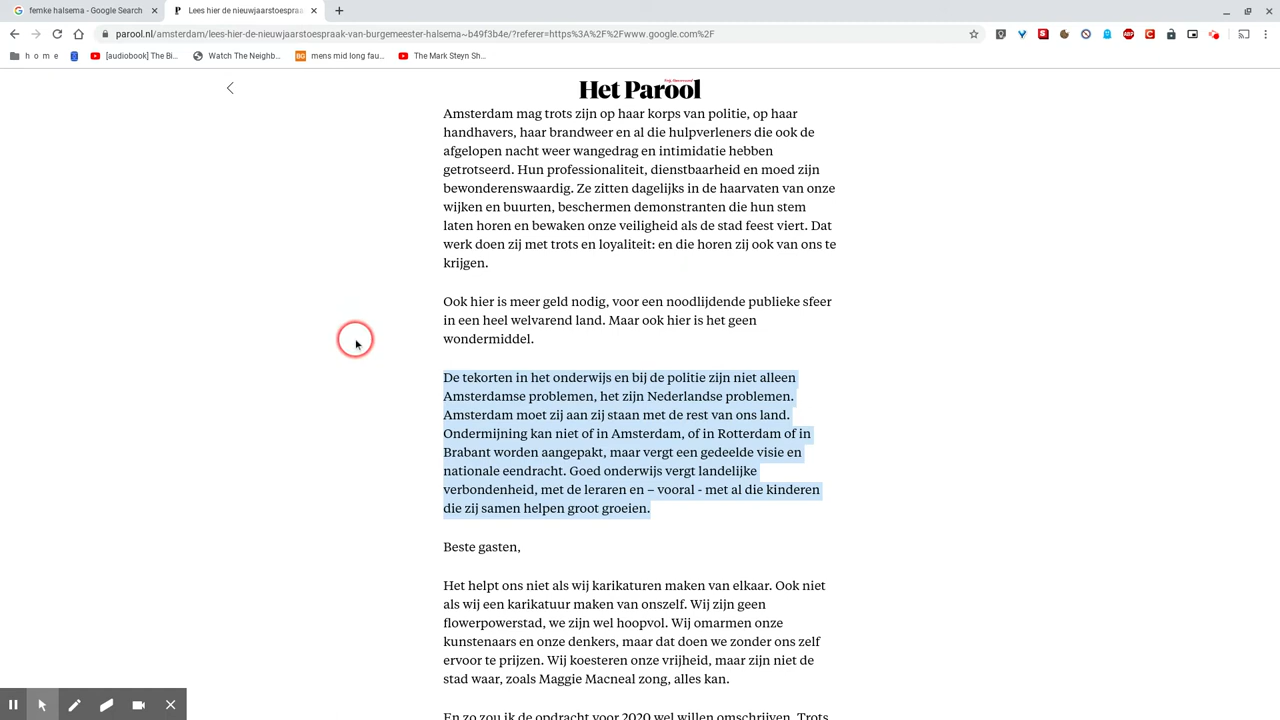 femke halsema - Google Search
Lees hier de nieuwjaarstoespra
parool.nl/amsterdam/lees-hier-de-nieuwjaarstoespraak-van-burgemeester-halsema~b49f3b4e/?referer=https%3A%2F%2Fwww.google.com%2F
h o m e
[audiobook] The Bi...
Watch The Neighb...
BG
mens mid long fau...
The Mark Steyn Sh...
Het Parool
Amsterdam mag trots zijn op haar korps van politie, op haar
handhavers, haar brandweer en al die hulpverleners die ook de
afgelopen nacht weer wangedrag en intimidatie hebben
getrotseerd. Hun professionaliteit, dienstbaarheid en moed zijn
bewonderenswaardig. Ze zitten dagelijks in de haarvaten van onze
wijken en buurten, beschermen demonstranten die hun stem
laten horen en bewaken onze veiligheid als de stad feest viert. Dat
werk doen zij met trots en loyaliteit: en die horen zij ook van ons te
krijgen.
Ook hier is meer geld nodig, voor een noodlijdende publieke sfeer
in een heel welvarend land. Maar ook hier is het geen
wondermiddel.
De tekorten in het onderwijs en bij de politie zijn niet alleen
Amsterdamse problemen, het zijn Nederlandse problemen.
Amsterdam moet zij aan zij staan met de rest van ons land.
Ondermijning kan niet of in Amsterdam, of in Rotterdam of in
Brabant worden aangepakt, maar vergt een gedeelde visie en
nationale eendracht. Goed onderwijs vergt landelijke
verbondenheid, met de leraren en – vooral - met al die kinderen
die zij samen helpen groot groeien.
Beste gasten,
Het helpt ons niet als wij karikaturen maken van elkaar. Ook niet
als wij een karikatuur maken van onszelf. Wij zijn geen
flowerpowerstad, we zijn wel hoopvol. Wij omarmen onze
kunstenaars en onze denkers, maar dat doen we zonder ons zelf
ervoor te prijzen. Wij koesteren onze vrijheid, maar zijn niet de
stad waar, zoals Maggie Macneal zong, alles kan.
En zo zou ik de opdracht voor 2020 wel willen omschrijven. Trots